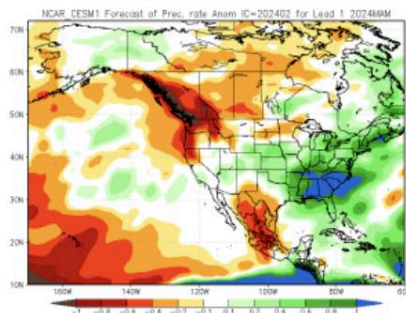 NCAR_CESM1 Forecast of Prec. rate Anom IC=202402 for Lead 1 2024MAM
70N
60N
50N
40N
30N
20N
10N
160W 140W 120W 100W 80W